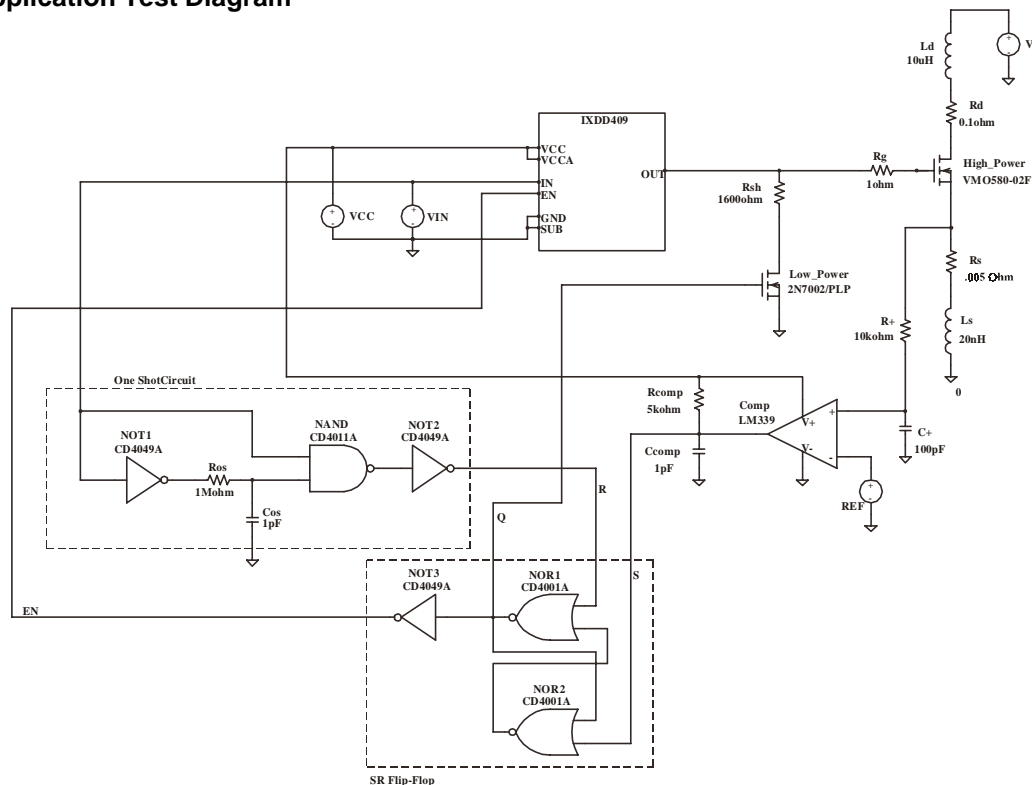 pplication Test Diagram
Ld
10uH
V
Rd
0.1ohm
IXDD409
VCC
VCCA
IN
EN
GND
SUB
OUT
VCC
VIN
Rg
1ohm
High_Power
VMO580-02F
Rsh
1600ohm
Low_Power
2N7002/PLP
Rs
.005 Ohm
R+
10kohm
Ls
20nH
0
One ShotCircuit
NOT1
CD4049A
Ros
1Mohm
Cos
1pF
NAND
CD4011A
NOT2
CD4049A
R
Q
Rcomp
5kohm
Comp
LM339
V+
V-
+
-
Ccomp
1pF
C+
100pF
REF
S
EN
NOT3
CD4049A
NOR1
CD4001A
NOR2
CD4001A
SR Flip-Flop